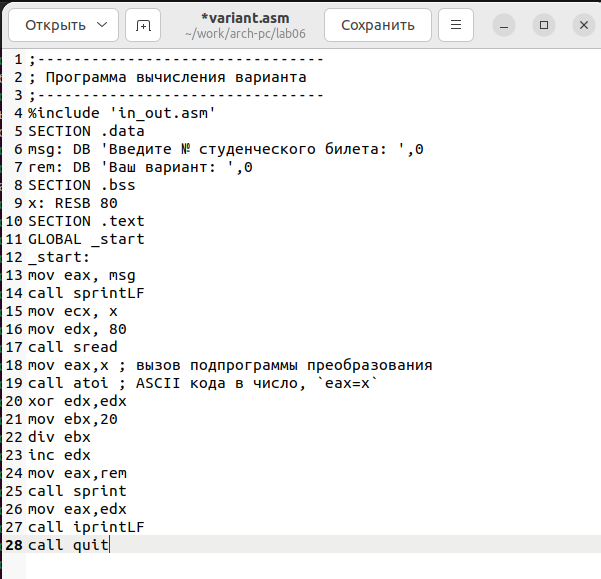 Открыть
*variant.asm
~/work/arch-pc/lab06
Сохранить
1 ;--------------------------------
2 ; Программа вычисления варианта
3 ;--------------------------------
4 %include 'in_out.asm'
5 SECTION .data
6 msg: DB 'Введите № студенческого билета: ',0
7 rem: DB 'Ваш вариант: ',0
8 SECTION .bss
9 x: RESB 80
10 SECTION .text
11 GLOBAL _start
12 _start:
13 mov eax, msg
14 call sprintLF
15 mov ecx, x
16 mov edx, 80
17 call sread
18 mov eax,x ; вызов подпрограммы преобразования
19 call atoi ; ASCII кода в число, `eax=x`
20 xor edx,edx
21 mov ebx,20
22 div ebx
23 inc edx
24 mov eax,rem
25 call sprint
26 mov eax,edx
27 call iprintLF
28 call quit